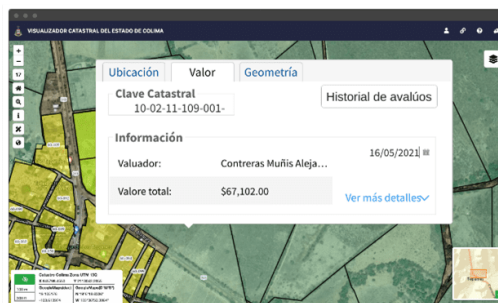 VISUALIZADOR CATASTRAL DEL ESTADO DE COLIMA
Ubicación Valor Geometría
Clave Catastral
10-02-11-109-001-
Historial de avalúos
Información
16/05/2021
Valuador: Contreras Muñis Aleja...
Valore total: $67,102.00
Ver más detalles